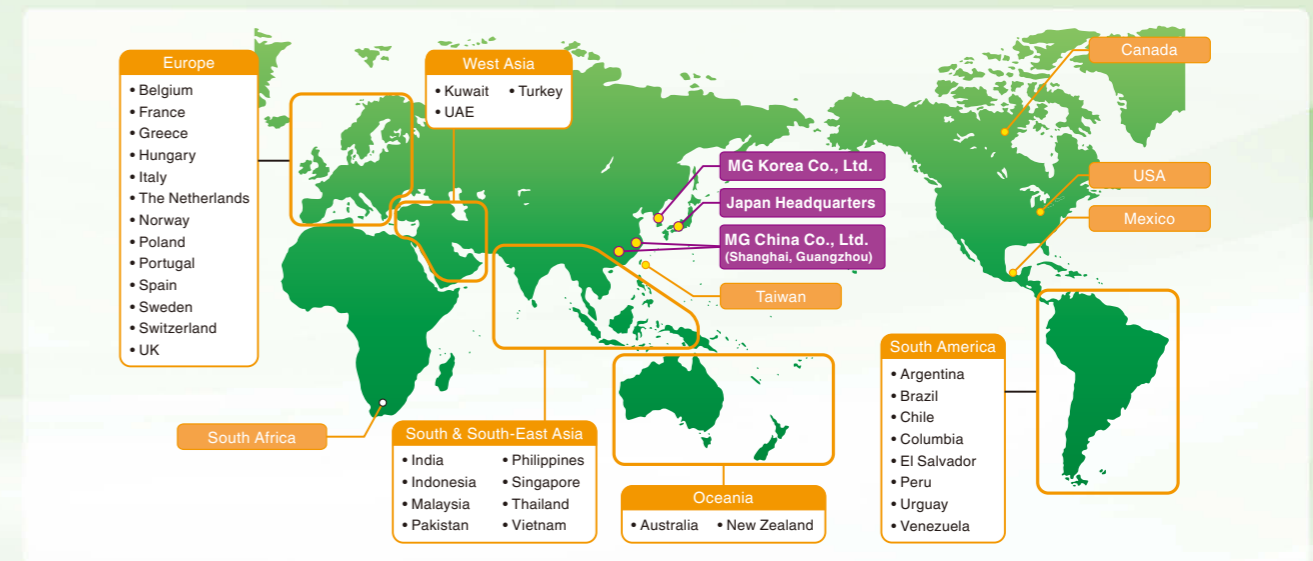 Europe
• Belgium
• France
• Greece
• Hungary
• Italy
• The Netherlands
• Norway
• Poland
• Portugal
• Spain
• Sweden
• Switzerland
• UK
West Asia
• Kuwait • Turkey
• UAE
Canada
MG Korea Co., Ltd.
Japan Headquarters
MG China Co., Ltd.
(Shanghai, Guangzhou)
Taiwan
USA
Mexico
South Africa
South & South-East Asia
• India • Philippines
• Indonesia • Singapore
• Malaysia • Thailand
• Pakistan • Vietnam
Oceania
• Australia • New Zealand
South America
• Argentina
• Brazil
• Chile
• Columbia
• El Salvador
• Peru
• Urguay
• Venezuela